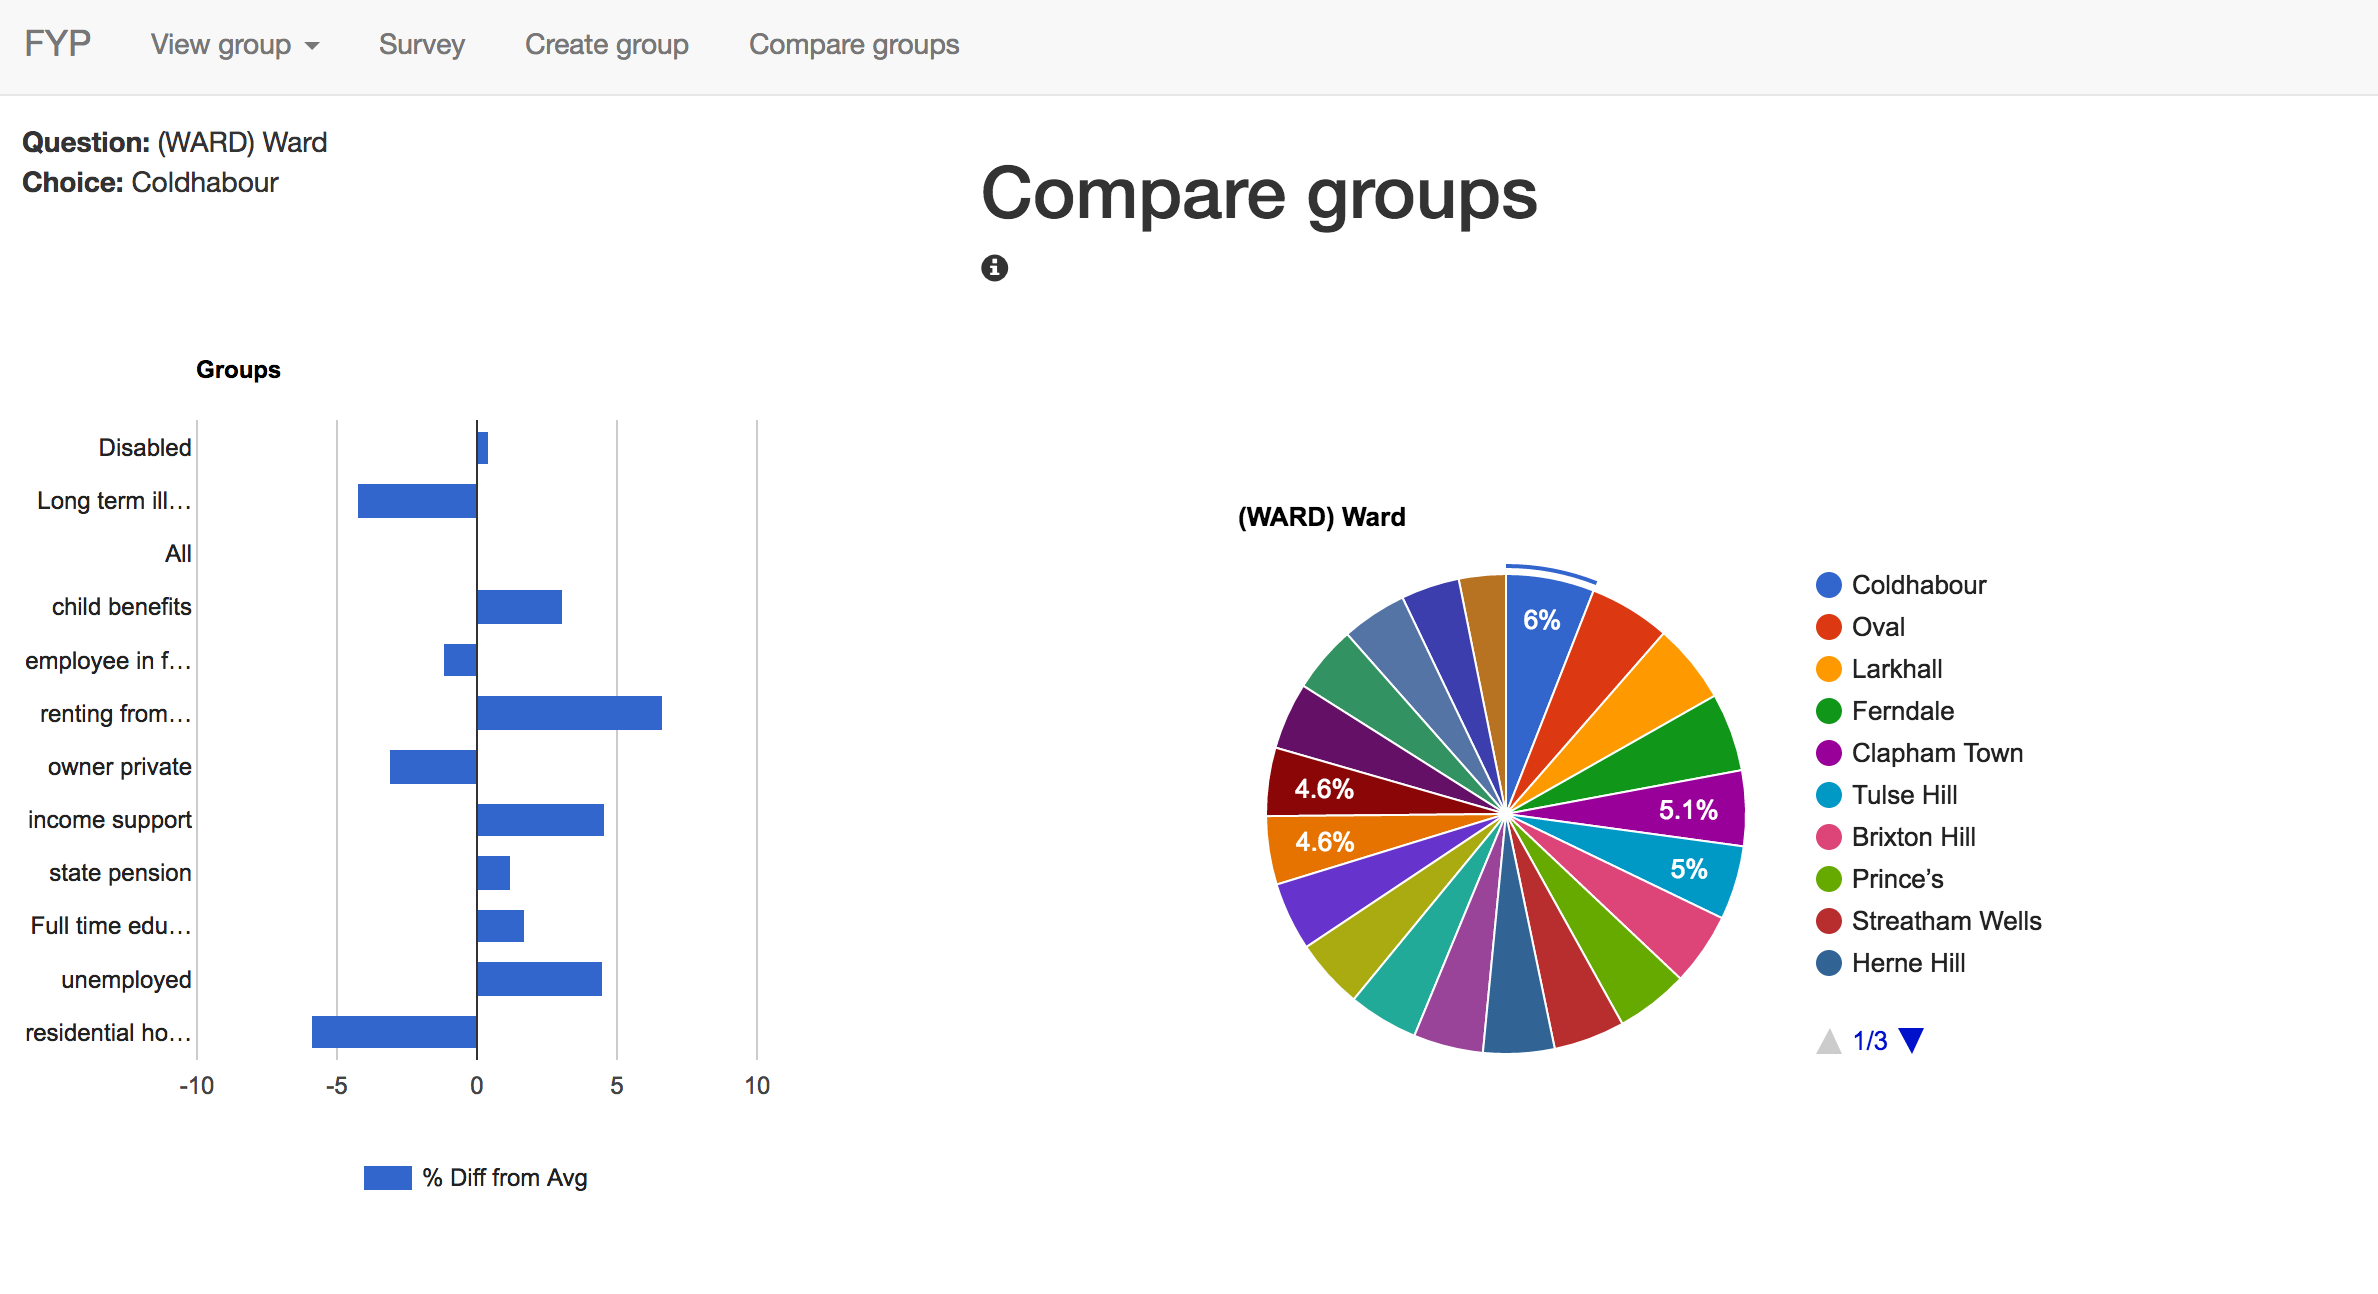 FYP View group Survey Create group Compare groups
Question: (WARD) Ward
Choice: Coldhabour
Compare groups
Groups
Disabled
Long term ill...
All
child benefits
employee in f...
renting from...
owner private
income support
state pension
Full time edu...
unemployed
residential ho...
-10 -5 0 5 10
% Diff from Avg
(WARD) Ward
6%
5.1%
5%
4.6%
4.6%
Coldhabour
Oval
Larkhall
Ferndale
Clapham Town
Tulse Hill
Brixton Hill
Prince’s
Streatham Wells
Herne Hill
1/3